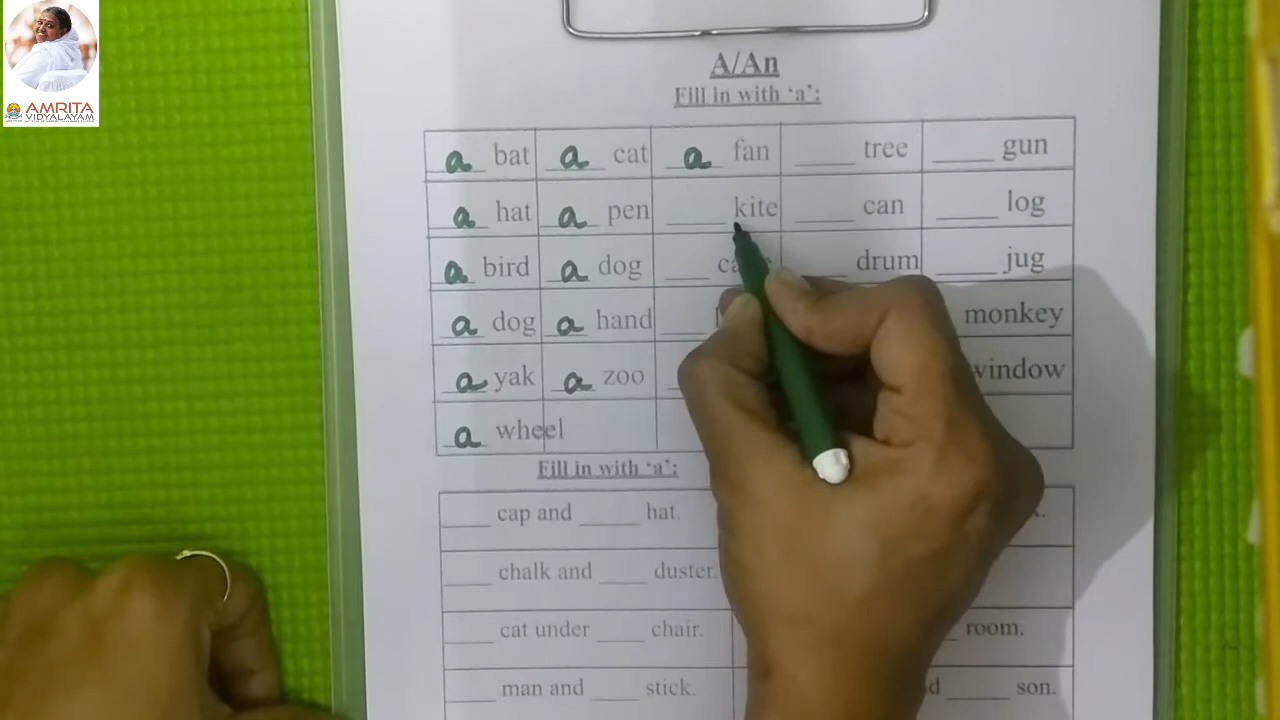 AMRITA
VIDYALAYAM
A/An
Fill in with ‘a’:
a bat a cat a fan ____ tree ____ gun
a hat a pen ____ kite ____ can ____ log
a bird a dog ____ ____ drum ____ jug
a dog a hand ____ monkey
a yak a zoo window
a wheel
Fill in with ‘a’:
____ cap and ____ hat.
____ chalk and ____ duster.
____ cat under ____ chair. room.
____ man and ____ stick. ____ son.